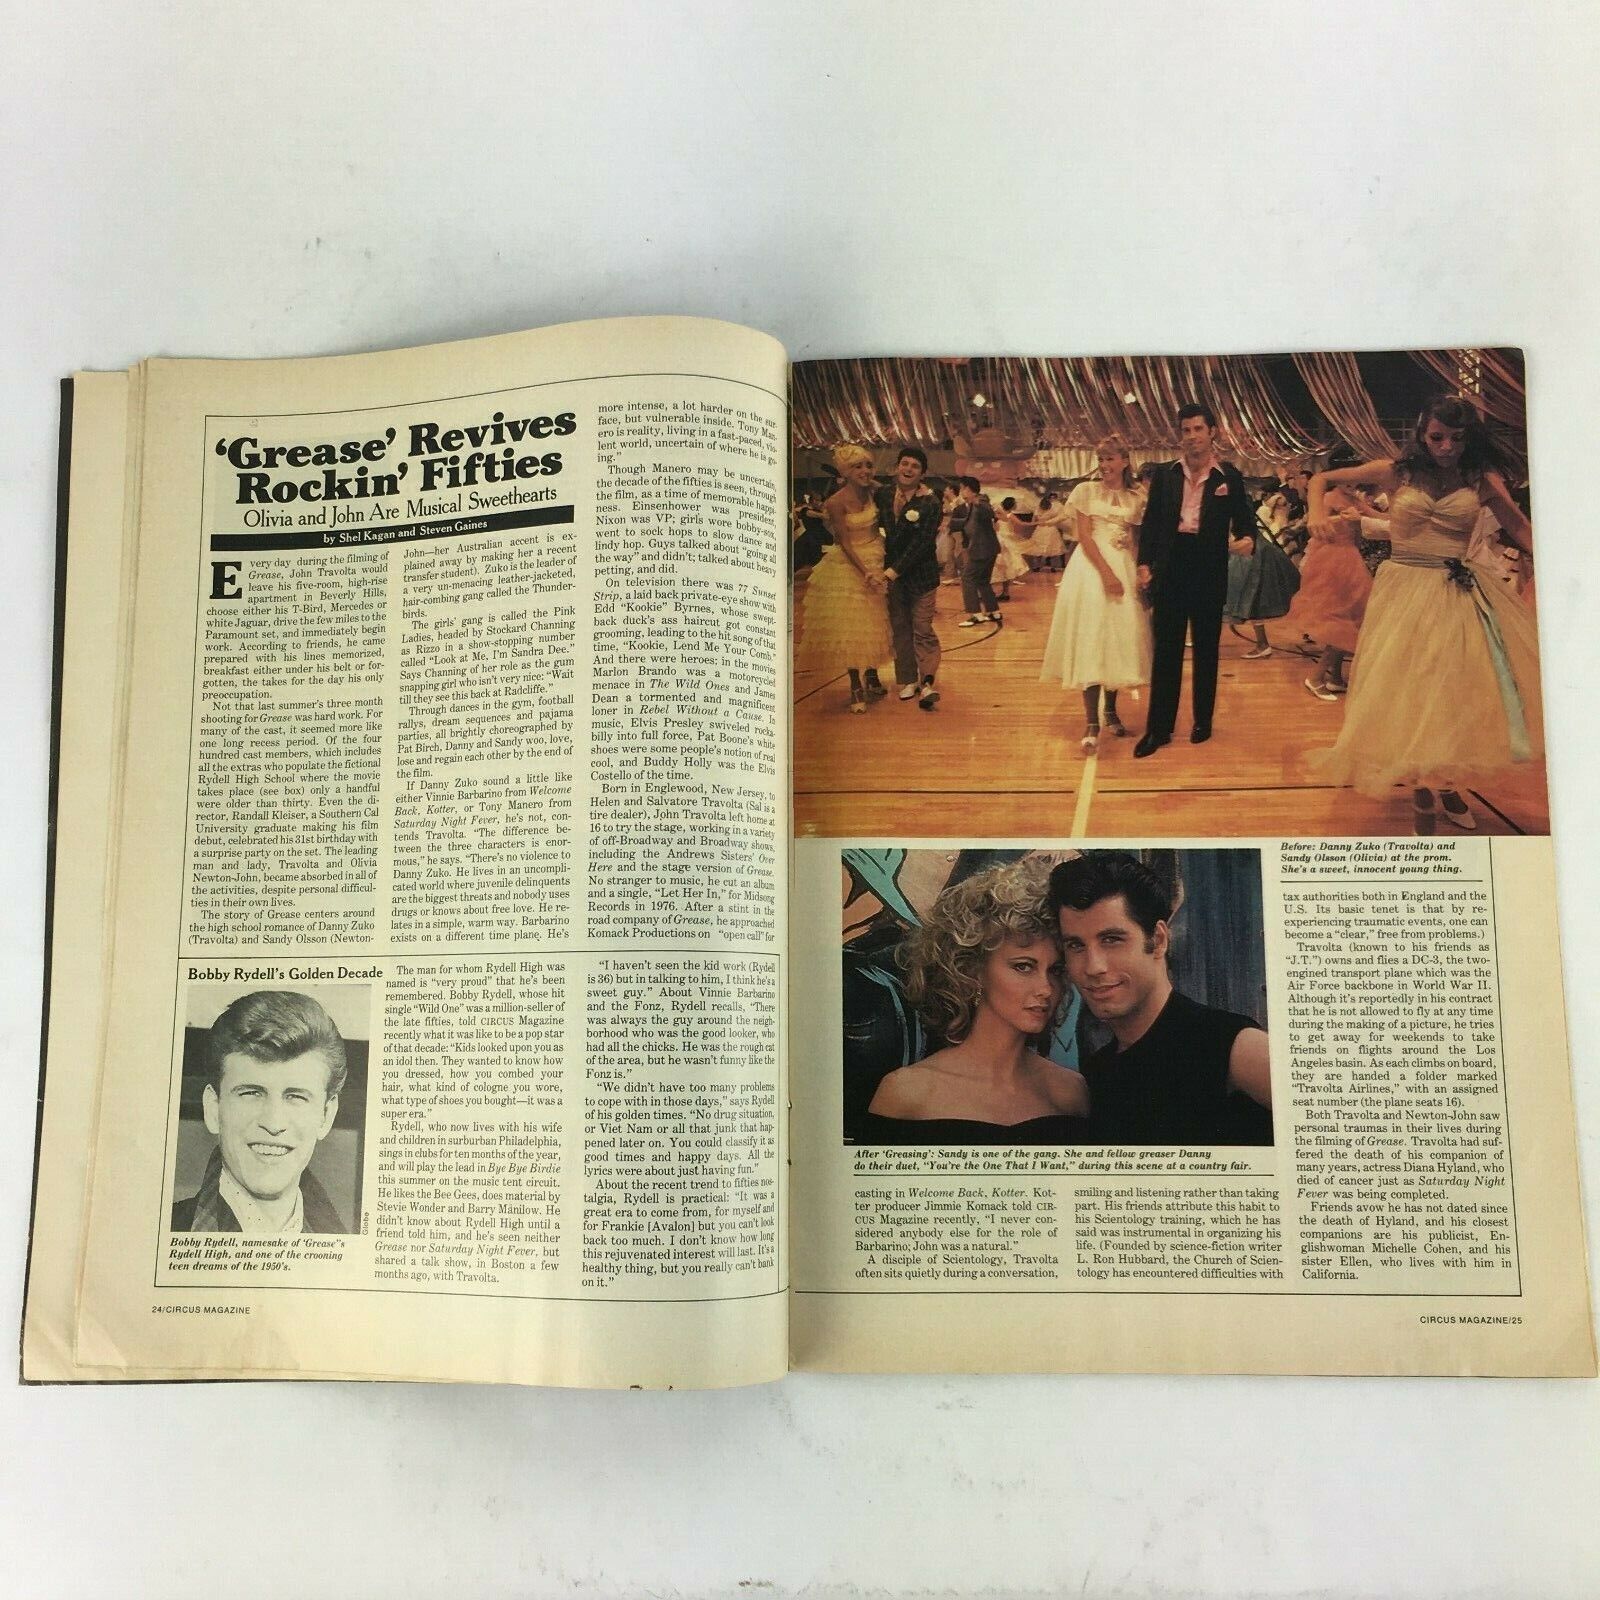 ‘Grease’ Revives
Rockin’ Fifties
Olivia and John Are Musical Sweethearts
by Shel Kagan and Steven Gaines
Every day during the filming of
Grease, John Travolta would
leave his five-room, high-rise
apartment in Beverly Hills,
choose either his T-Bird, Mercedes or
white Jaguar, drive the few miles to the
Paramount set, and immediately begin
work. According to friends, he came
prepared with his lines memorized,
breakfast either under his belt or for-
gotten, the takes for the day his only
preoccupation.
Not that last summer’s three month
shooting for Grease was hard work. For
many of the cast, it seemed more like
one long recess period. Of the four
hundred cast members, which includes
all the extras who populate the fictional
Rydell High School where the movie
takes place (see box) only a handful
were older than thirty. Even the di-
rector, Randall Kleiser, a Southern Cal
University graduate making his film
debut, celebrated his 31st birthday with
a surprise party on the set. The leading
man and lady, Travolta and Olivia
Newton-John, became absorbed in all of
the activities, despite personal difficul-
ties in their own lives.
The story of Grease centers around
the high school romance of Danny Zuko
(Travolta) and Sandy Olsson (Newton-
John—her Australian accent is ex-
plained away by making her a recent
transfer student). Zuko is the leader of
a very un-menacing leather-jacketed,
hair-combing gang called the Thunder-
birds.
The girls’ gang is called the Pink
Ladies, headed by Stockard Channing
as Rizzo in a show-stopping number
called “Look at Me, I’m Sandra Dee.”
Says Channing of her role as the gum
snapping girl who isn’t very nice: “Wait
till they see this back at Radcliffe.”
Through dances in the gym, football
rallys, dream sequences and pajama
parties, all brightly choreographed by
Pat Birch, Danny and Sandy woo, love,
lose and regain each other by the end of
the film.
If Danny Zuko sound a little like
either Vinnie Barbarino from Welcome
Back, Kotter, or Tony Manero from
Saturday Night Fever, he’s not, con-
tends Travolta. “The difference be-
tween the three characters is enor-
mous,” he says. “There’s no violence to
Danny Zuko. He lives in an uncompli-
cated world where juvenile delinquents
are the biggest threats and nobody uses
drugs or knows about free love. He re-
lates in a simple, warm way. Barbarino
exists on a different time plane. He’s
more intense, a lot harder on the sur-
face, but vulnerable inside. Tony Man-
ero is reality, living in a fast-paced, vio-
lent world, uncertain of where he is go-
ing.”
Though Manero may be uncertain,
the decade of the fifties is seen, through
the film, as a time of memorable happi-
ness. Einsenhower was president,
Nixon was VP; girls wore bobby-sox,
went to sock hops to slow dance and
lindy hop. Guys talked about “going all
the way” and didn’t; talked about heavy
petting, and did.
On television there was 77 Sunset
Strip, a laid back private-eye show with
Edd “Kookie” Byrnes, whose swept-
back duck’s ass haircut got constant
grooming, leading to the hit song of that
time, “Kookie, Lend Me Your Comb.”
And there were heroes: in the movies
Marlon Brando was a motorcycled
menace in The Wild Ones and James
Dean a tormented and magnificent
loner in Rebel Without a Cause. In
music, Elvis Presley swiveled rocka-
billy into full force, Pat Boone’s white
shoes were some people’s notion of real
cool, and Buddy Holly was the Elvis
Costello of the time.
Born in Englewood, New Jersey, to
Helen and Salvatore Travolta (Sal is a
tire dealer), John Travolta left home at
16 to try the stage, working in a variety
of off-Broadway and Broadway shows,
including the Andrews Sisters’ Over
Here and the stage version of Grease.
No stranger to music, he cut an album
and a single, “Let Her In,” for Midsong
Records in 1976. After a stint in the
road company of Grease, he approached
Komack Productions on “open call” for
Bobby Rydell’s Golden Decade
Globe
Bobby Rydell, namesake of ‘Grease”s
Rydell High, and one of the crooning
teen dreams of the 1950’s.
The man for whom Rydell High was
named is “very proud” that he’s been
remembered. Bobby Rydell, whose hit
single “Wild One” was a million-seller of
the late fifties, told CIRCUS Magazine
recently what it was like to be a pop star
of that decade: “Kids looked upon you as
an idol then. They wanted to know how
you dressed, how you combed your
hair, what kind of cologne you wore,
what type of shoes you bought—it was a
super era.”
Rydell, who now lives with his wife
and children in surburban Philadelphia,
sings in clubs for ten months of the year,
and will play the lead in Bye Bye Birdie
this summer on the music tent circuit.
He likes the Bee Gees, does material by
Stevie Wonder and Barry Manilow. He
didn’t know about Rydell High until a
friend told him, and he’s seen neither
Grease nor Saturday Night Fever, but
shared a talk show, in Boston a few
months ago, with Travolta.
“I haven’t seen the kid work (Rydell
is 36) but in talking to him, I think he’s a
sweet guy.” About Vinnie Barbarino
and the Fonz, Rydell recalls, “There
was always the guy around the neigh-
borhood who was the good looker, who
had all the chicks. He was the rough cat
of the area, but he wasn’t funny like the
Fonz is.”
“We didn’t have too many problems
to cope with in those days,” says Rydell
of his golden times. “No drug situation,
or Viet Nam or all that junk that hap-
pened later on. You could classify it as
good times and happy days. All the
lyrics were about just having fun.”
About the recent trend to fifties nos-
talgia, Rydell is practical: “It was a
great era to come from, for myself and
for Frankie [Avalon] but you can’t look
back too much. I don’t know how long
this rejuvenated interest will last. It’s a
healthy thing, but you really can’t bank
on it.”
24/CIRCUS MAGAZINE
Before: Danny Zuko (Travolta) and
Sandy Olsson (Olivia) at the prom.
She’s a sweet, innocent young thing.
After ‘Greasing’: Sandy is one of the gang. She and fellow greaser Danny
do their duet, “You’re the One That I Want,” during this scene at a country fair.
casting in Welcome Back, Kotter. Kot-
ter producer Jimmie Komack told CIR-
CUS Magazine recently, “I never con-
sidered anybody else for the role of
Barbarino; John was a natural.”
A disciple of Scientology, Travolta
often sits quietly during a conversation,
smiling and listening rather than taking
part. His friends attribute this habit to
his Scientology training, which he has
said was instrumental in organizing his
life. (Founded by science-fiction writer
L. Ron Hubbard, the Church of Scien-
tology has encountered difficulties with
tax authorities both in England and the
U.S. Its basic tenet is that by re-
experiencing traumatic events, one can
become a “clear,” free from problems.)
Travolta (known to his friends as
“J.T.”) owns and flies a DC-3, the two-
engined transport plane which was the
Air Force backbone in World War II.
Although it’s reportedly in his contract
that he is not allowed to fly at any time
during the making of a picture, he tries
to get away for weekends to take
friends on flights around the Los
Angeles basin. As each climbs on board,
they are handed a folder marked
“Travolta Airlines,” with an assigned
seat number (the plane seats 16).
Both Travolta and Newton-John saw
personal traumas in their lives during
the filming of Grease. Travolta had suf-
fered the death of his companion of
many years, actress Diana Hyland, who
died of cancer just as Saturday Night
Fever was being completed.
Friends avow he has not dated since
the death of Hyland, and his closest
companions are his publicist, En-
glishwoman Michelle Cohen, and his
sister Ellen, who lives with him in
California.
CIRCUS MAGAZINE/25